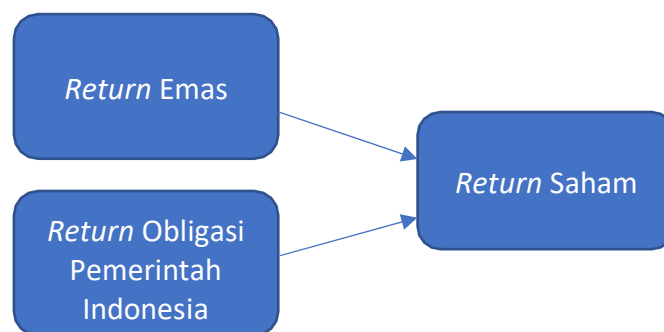 Return Emas
Return Saham
Return Obligasi
Pemerintah
Indonesia